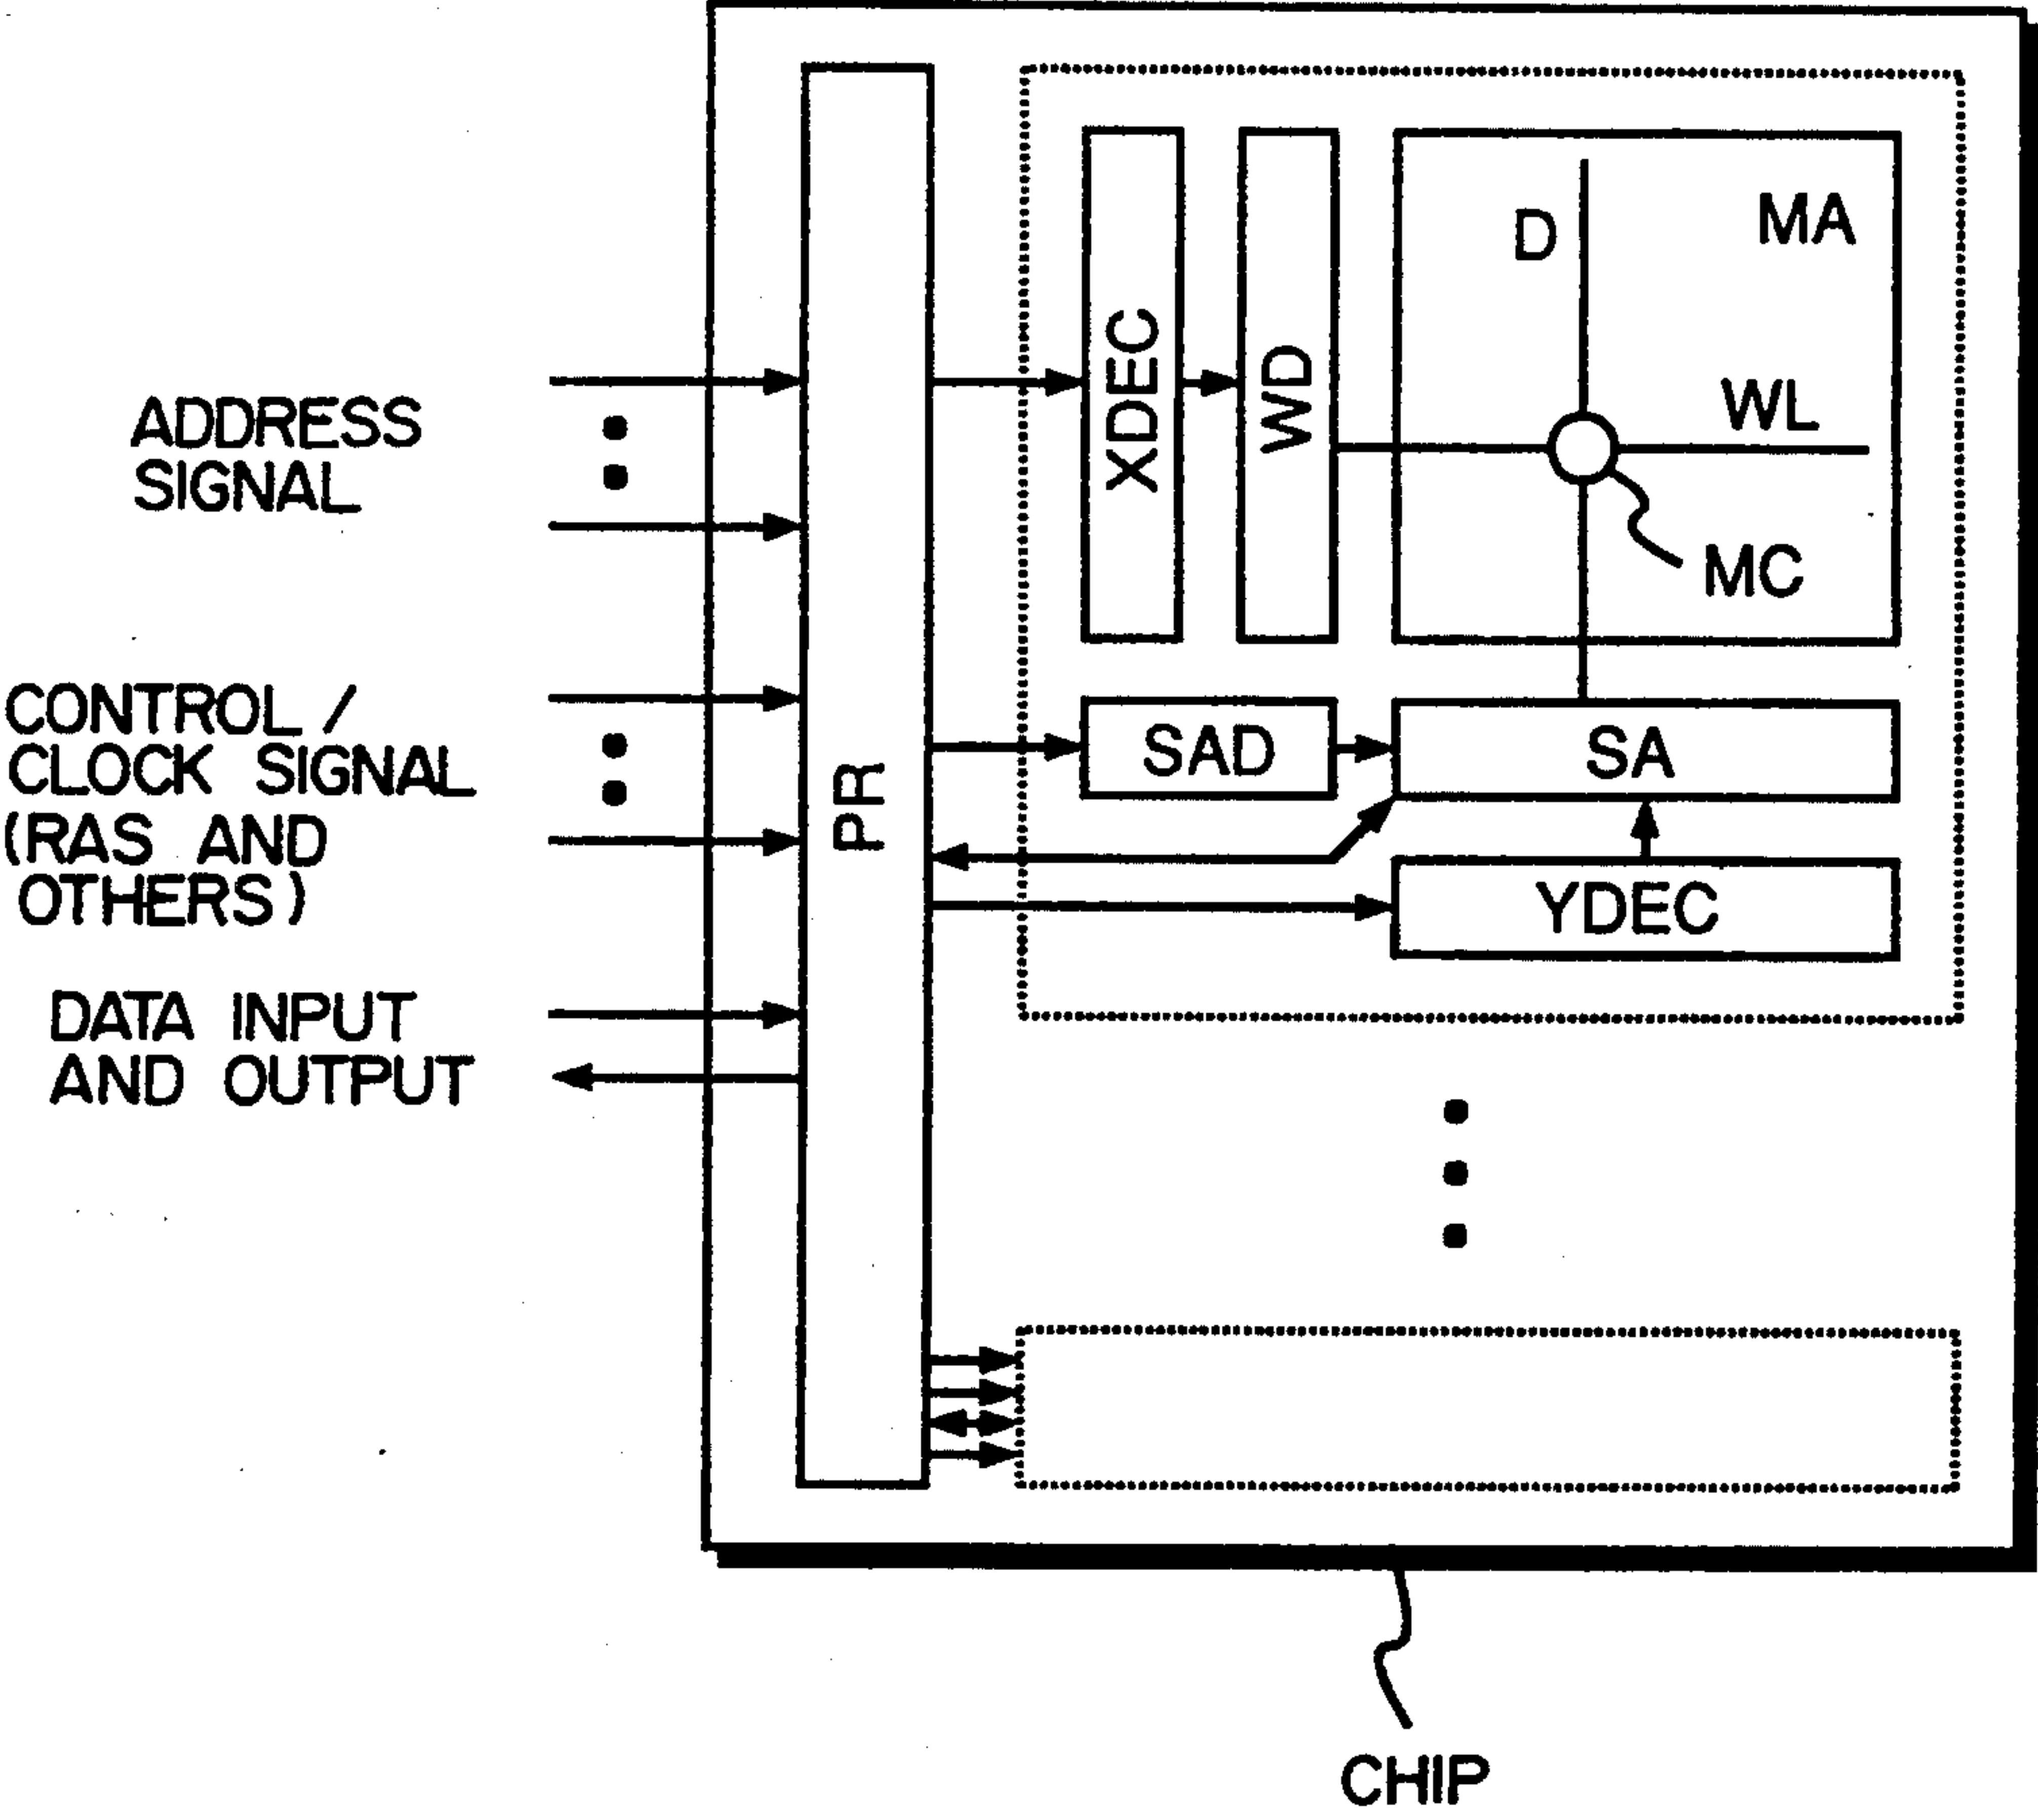 ADDRESS
SIGNAL
CONTROL /
CLOCK SIGNAL
(RAS AND
OTHERS)
DATA INPUT
AND OUTPUT
PR
XDEC
WD
D
MA
WL
MC
SAD
SA
YDEC
CHIP